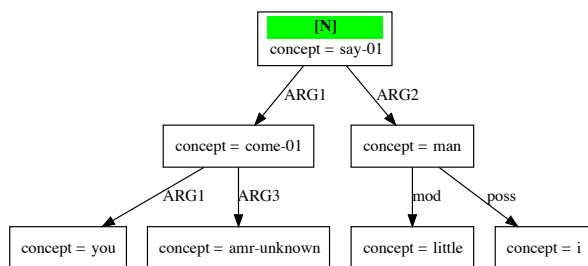 [N]
concept = say-01
ARG1 ARG2
concept = come-01 concept = man
ARG1 ARG3 mod poss
concept = you concept = amr-unknown concept = little concept = i